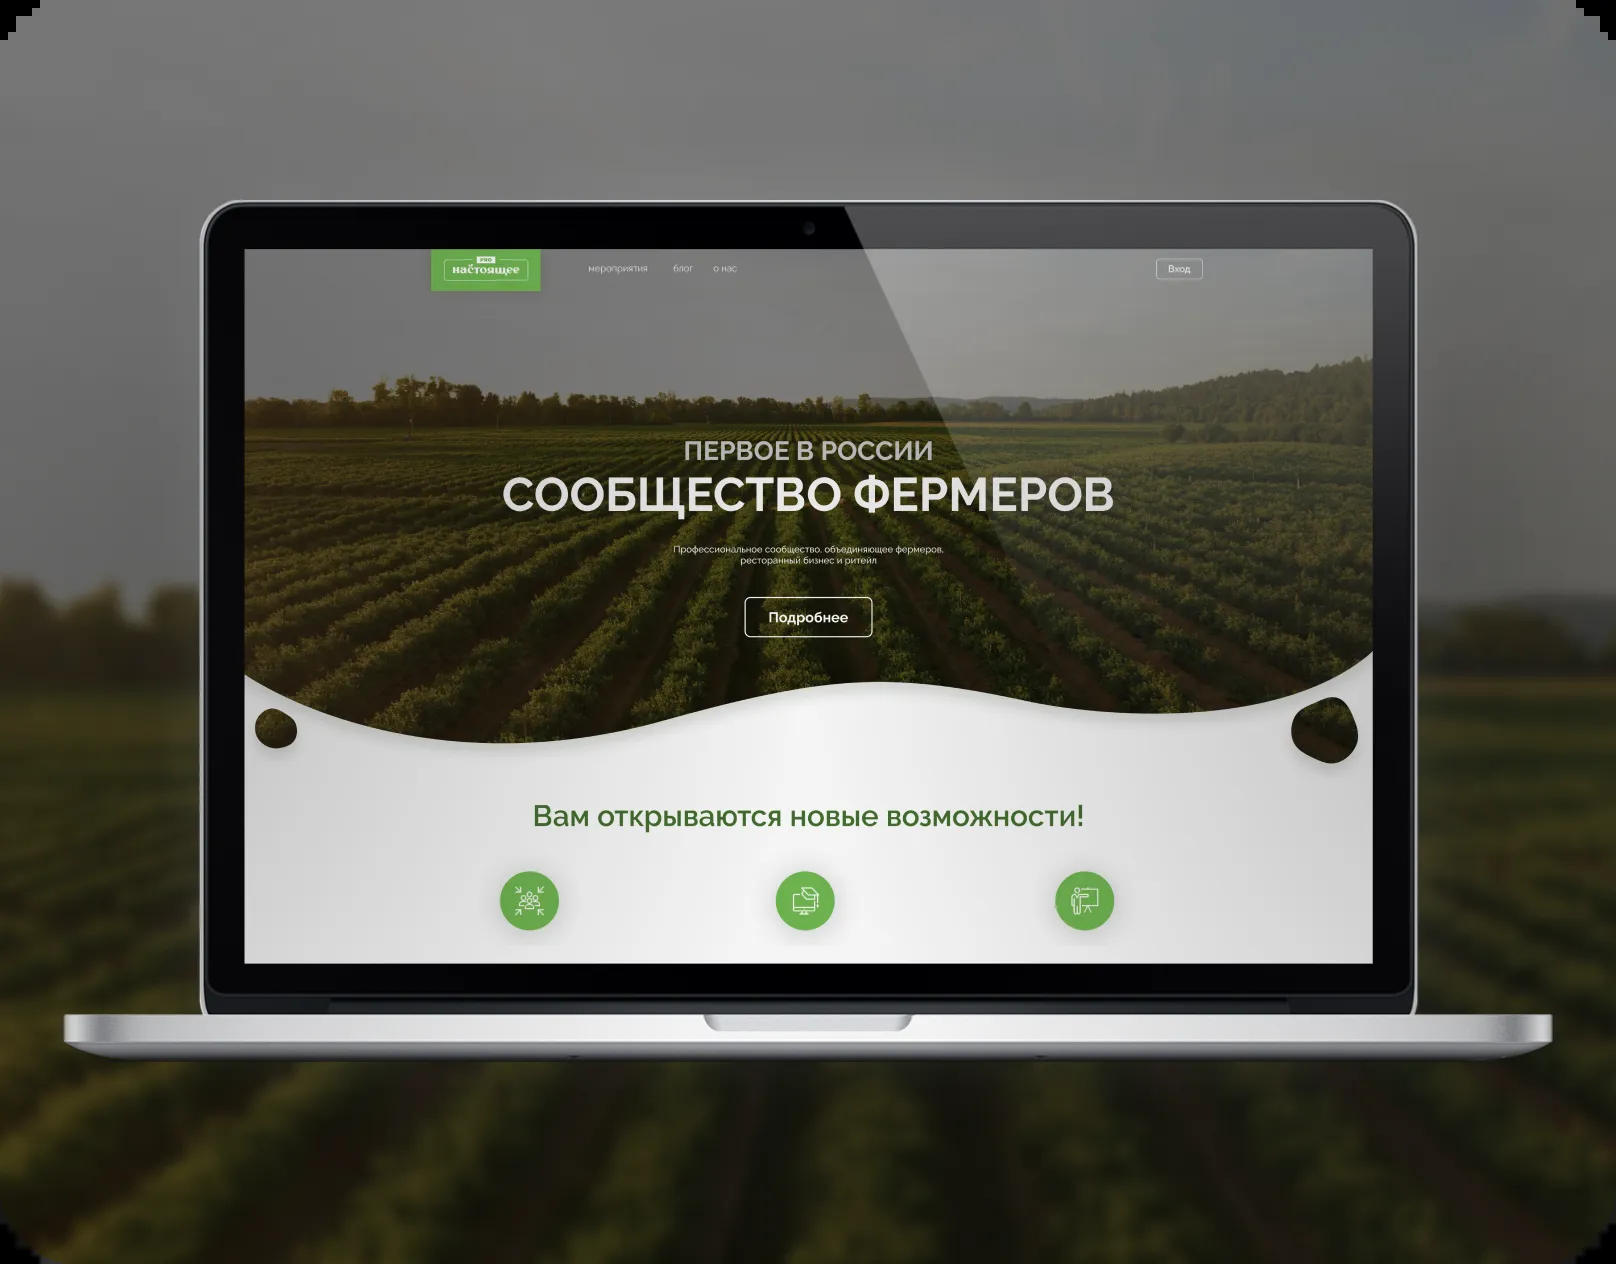 PRO
настоящее
мероприятия блог о нас
Вход
ПЕРВОЕ В РОССИИ
СООБЩЕСТВО ФЕРМЕРОВ
Профессиональное сообщество, объединяющее фермеров,
ресторанный бизнес и ритейл
Подробнее
Вам открываются новые возможности!